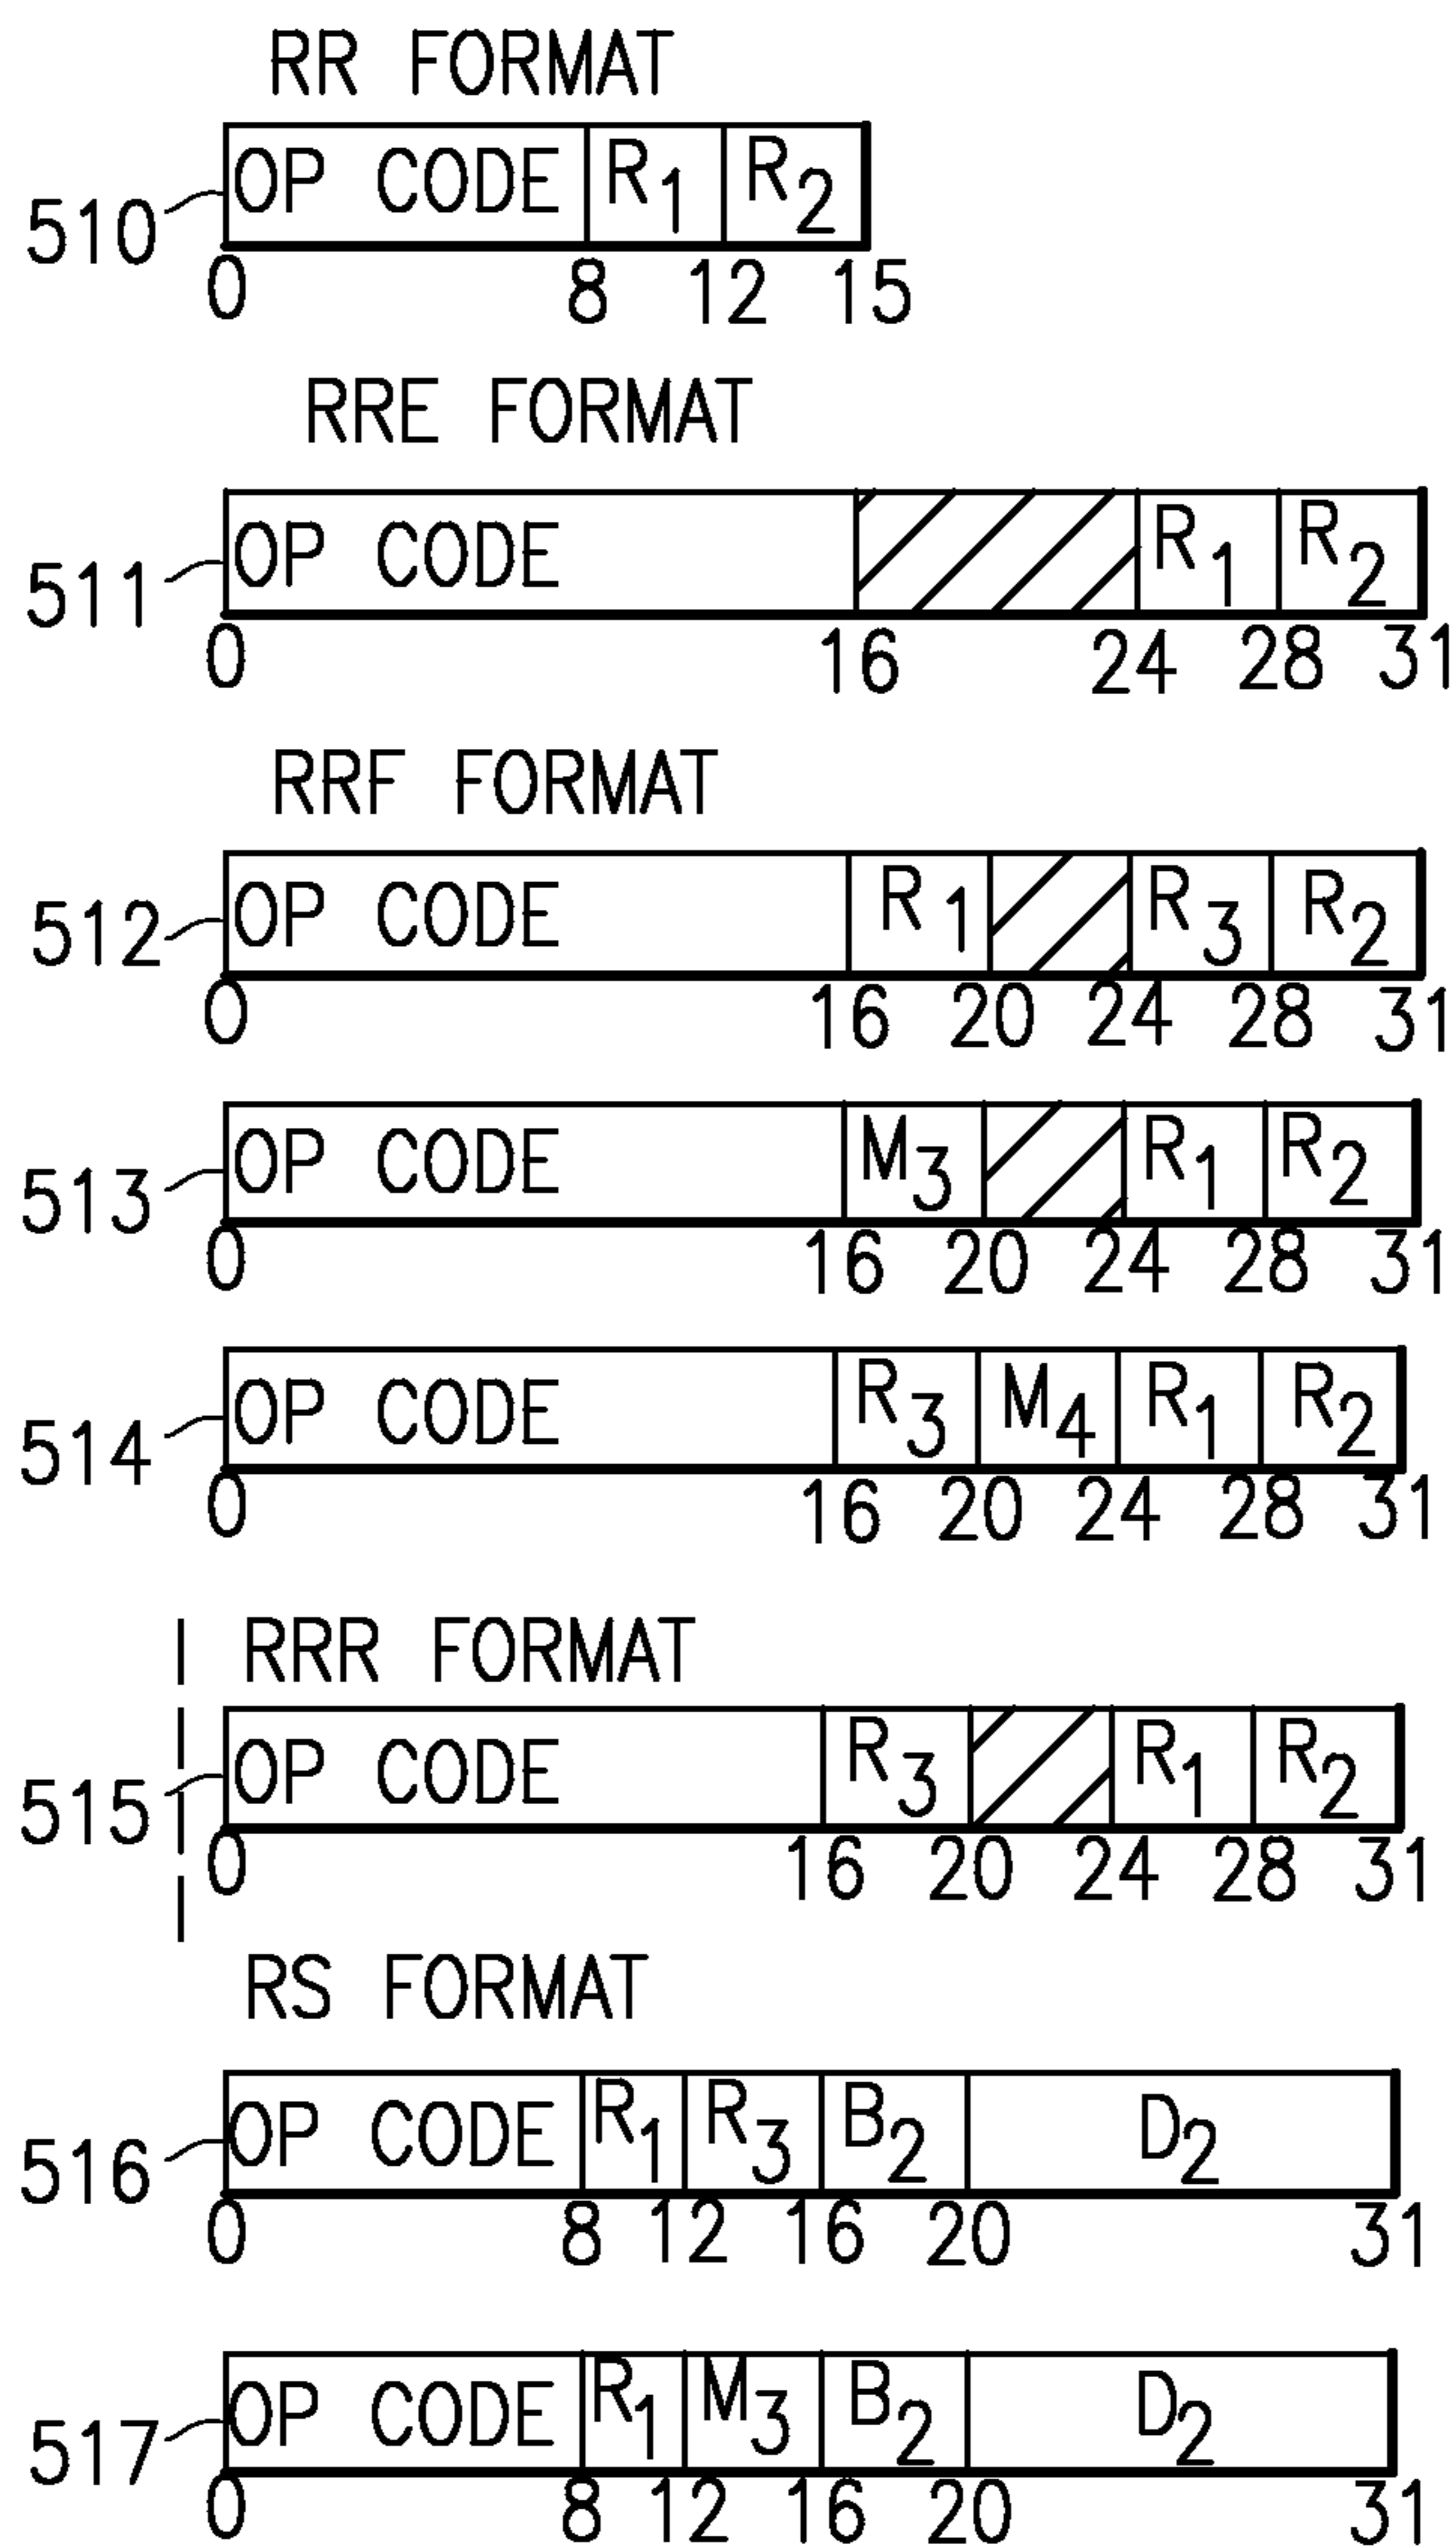 RR FORMAT
510 OP CODE R1 R2
0 8 12 15
RRE FORMAT
511 OP CODE R1 R2
0 16 24 28 31
RRF FORMAT
512 OP CODE R1 R3 R2
0 16 20 24 28 31
513 OP CODE M3 R1 R2
0 16 20 24 28 31
514 OP CODE R3 M4 R1 R2
0 16 20 24 28 31
RRR FORMAT
515 OP CODE R3 R1 R2
0 16 20 24 28 31
RS FORMAT
516 OP CODE R1 R3 B2 D2
0 8 12 16 20 31
517 OP CODE R1 M3 B2 D2
0 8 12 16 20 31